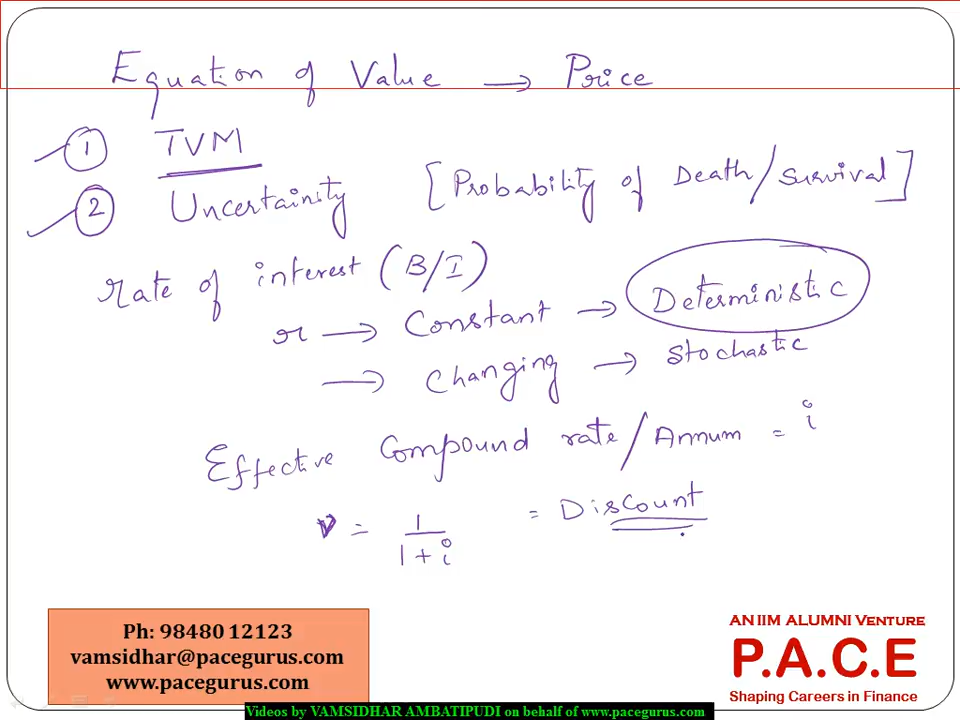 Equation of Value → Price
1 TVM
2 Uncertainity [Probability of Death/Survival]
rate of interest (B/I)
or → Constant → Deterministic
→ Changing → Stochastic
Effective Compound rate/Annum = i
v = 1/1+i = Discount
Ph: 98480 12123
vamsidhar@pacegurus.com
www.pacegurus.com
AN IIM ALUMNI VENTURE
P.A.C.E
Shaping Careers in Finance
Videos by VAMSIDHAR AMBATIPUDI on behalf of www.pacegurus.com